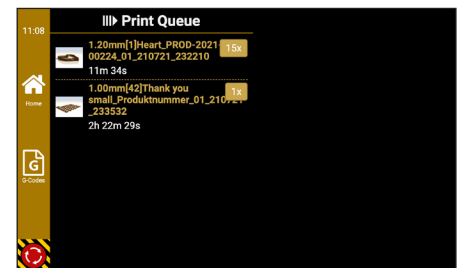 11:08
Print Queue
1.20mm[1]Heart_PROD-2021-
00224_01_210721_232210
15x
11m 34s
1.00mm[42]Thank you
small_Produktnummer_01_210721
_233532
1x
2h 22m 29s
Home
G
G-Codes